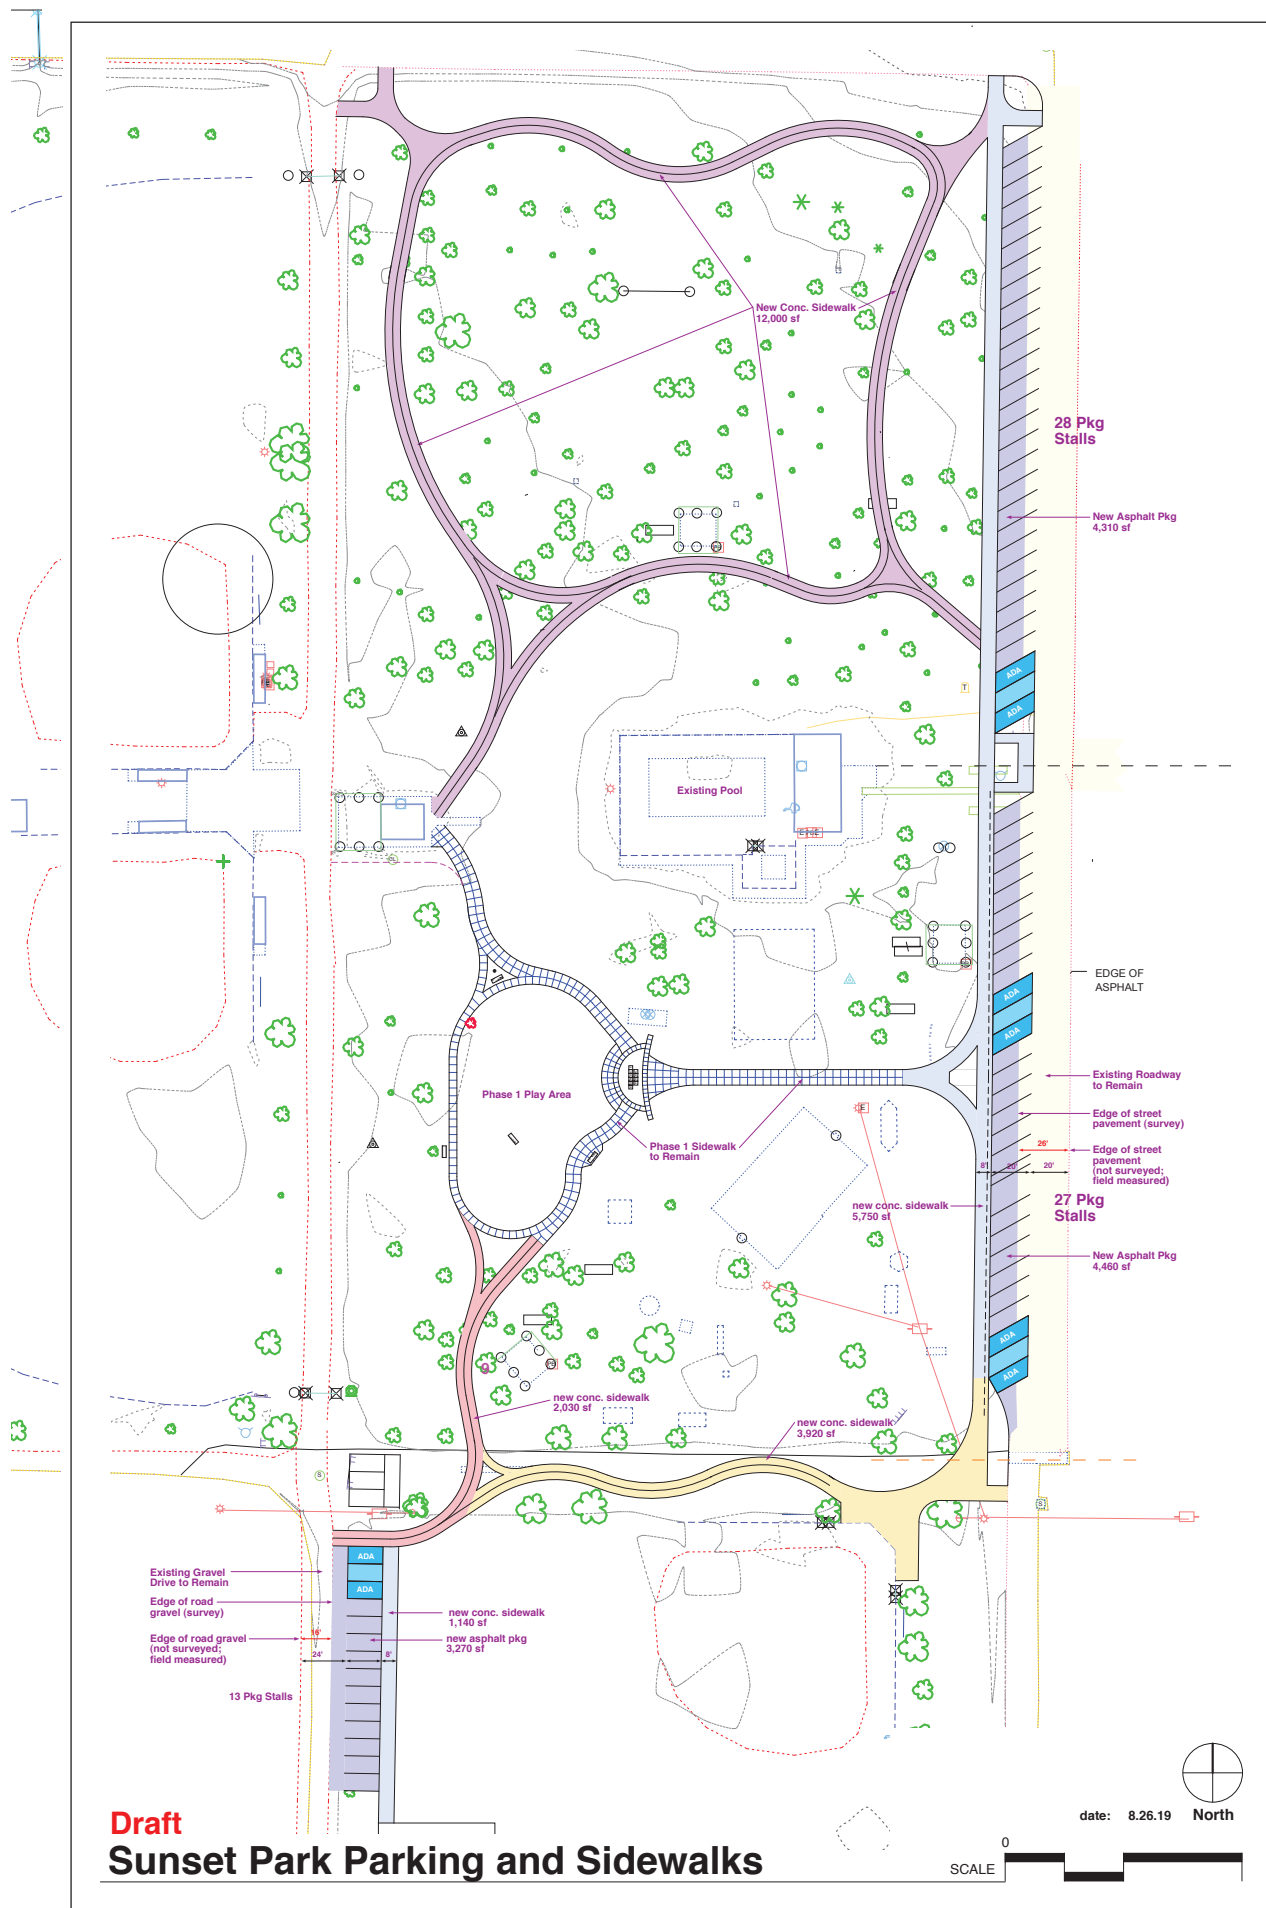 New Conc. Sidewalk
12,000 sf
28 Pkg
Stalls
New Asphalt Pkg
4,310 sf
ADA
ADA
T
Existing Pool
EDGE OF
ASPHALT
ADA
ADA
Phase 1 Play Area
Existing Roadway
to Remain
E
Edge of street
pavement (survey)
Phase 1 Sidewalk
to Remain
26'
Edge of street
pavement
(not surveyed;
field measured)
8'
20'
20'
27 Pkg
Stalls
new conc. sidewalk
5,750 sf
New Asphalt Pkg
4,460 sf
ADA
ADA
9
new conc. sidewalk
2,030 sf
new conc. sidewalk
3,920 sf
S
S
ADA
ADA
Existing Gravel
Drive to Remain
Edge of road
gravel (survey)
new conc. sidewalk
1,140 sf
16'
Edge of road gravel
(not surveyed;
field measured)
new asphalt pkg
3,270 sf
24'
8'
13 Pkg Stalls
Draft
date: 8.26.19 North
Sunset Park Parking and Sidewalks
0
SCALE